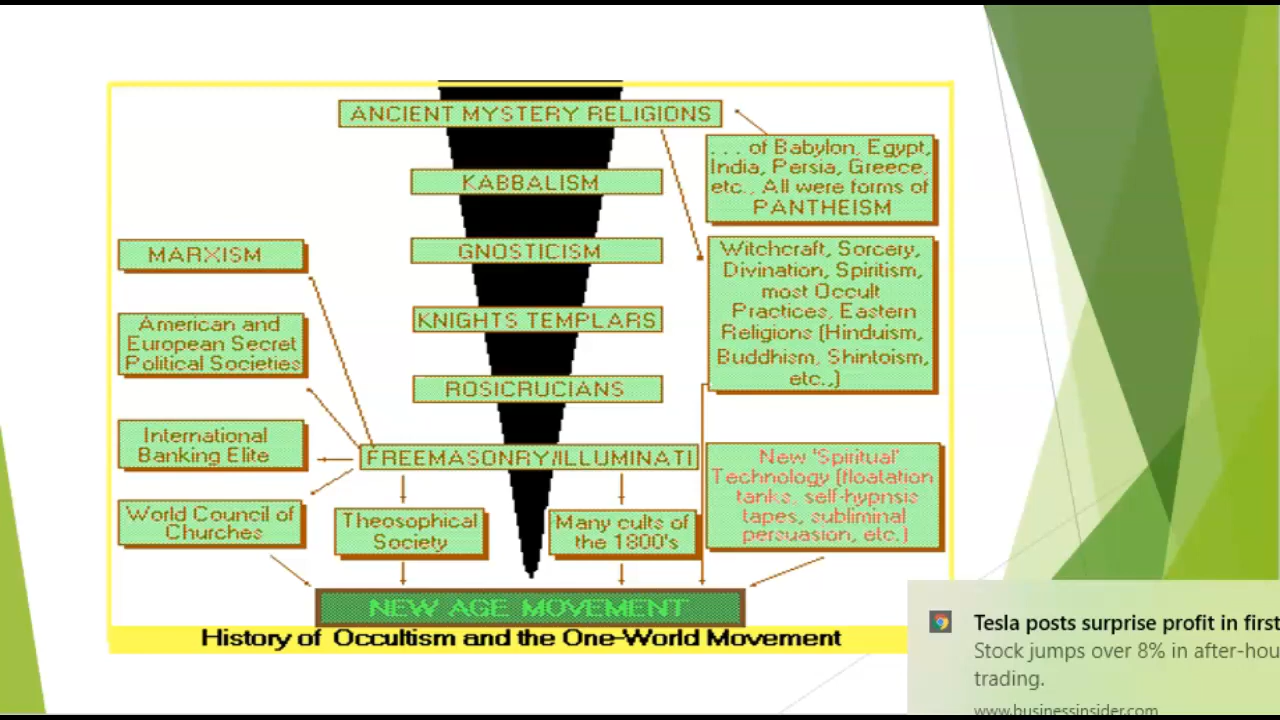 ANCIENT MYSTERY RELIGIONS
. . . of Babylon, Egypt,
India, Persia, Greece,
etc., All were forms of
PANTHEISM
KABBALISM
GNOSTICISM
KNIGHTS TEMPLARS
ROSICRUCIANS
Witchcraft, Sorcery,
Divination, Spiritism,
most Occult
Practices, Eastern
Religions (Hinduism,
Buddhism, Shintoism,
etc.,)
MARXISM
American and
European Secret
Political Societies
International
Banking Elite
World Council of
Churches
FREEMASONRY/ILLUMINATI
Theosophical
Society
Many cults of
the 1800's
New 'Spiritual'
Technology (floatation
tanks, self-hypnsis
tapes, subliminal
persuasion, etc.)
NEW AGE MOVEMENT
History of Occultism and the One-World Movement
Tesla posts surprise profit in first
Stock jumps over 8% in after-hou
trading.
www.businessinsider.com